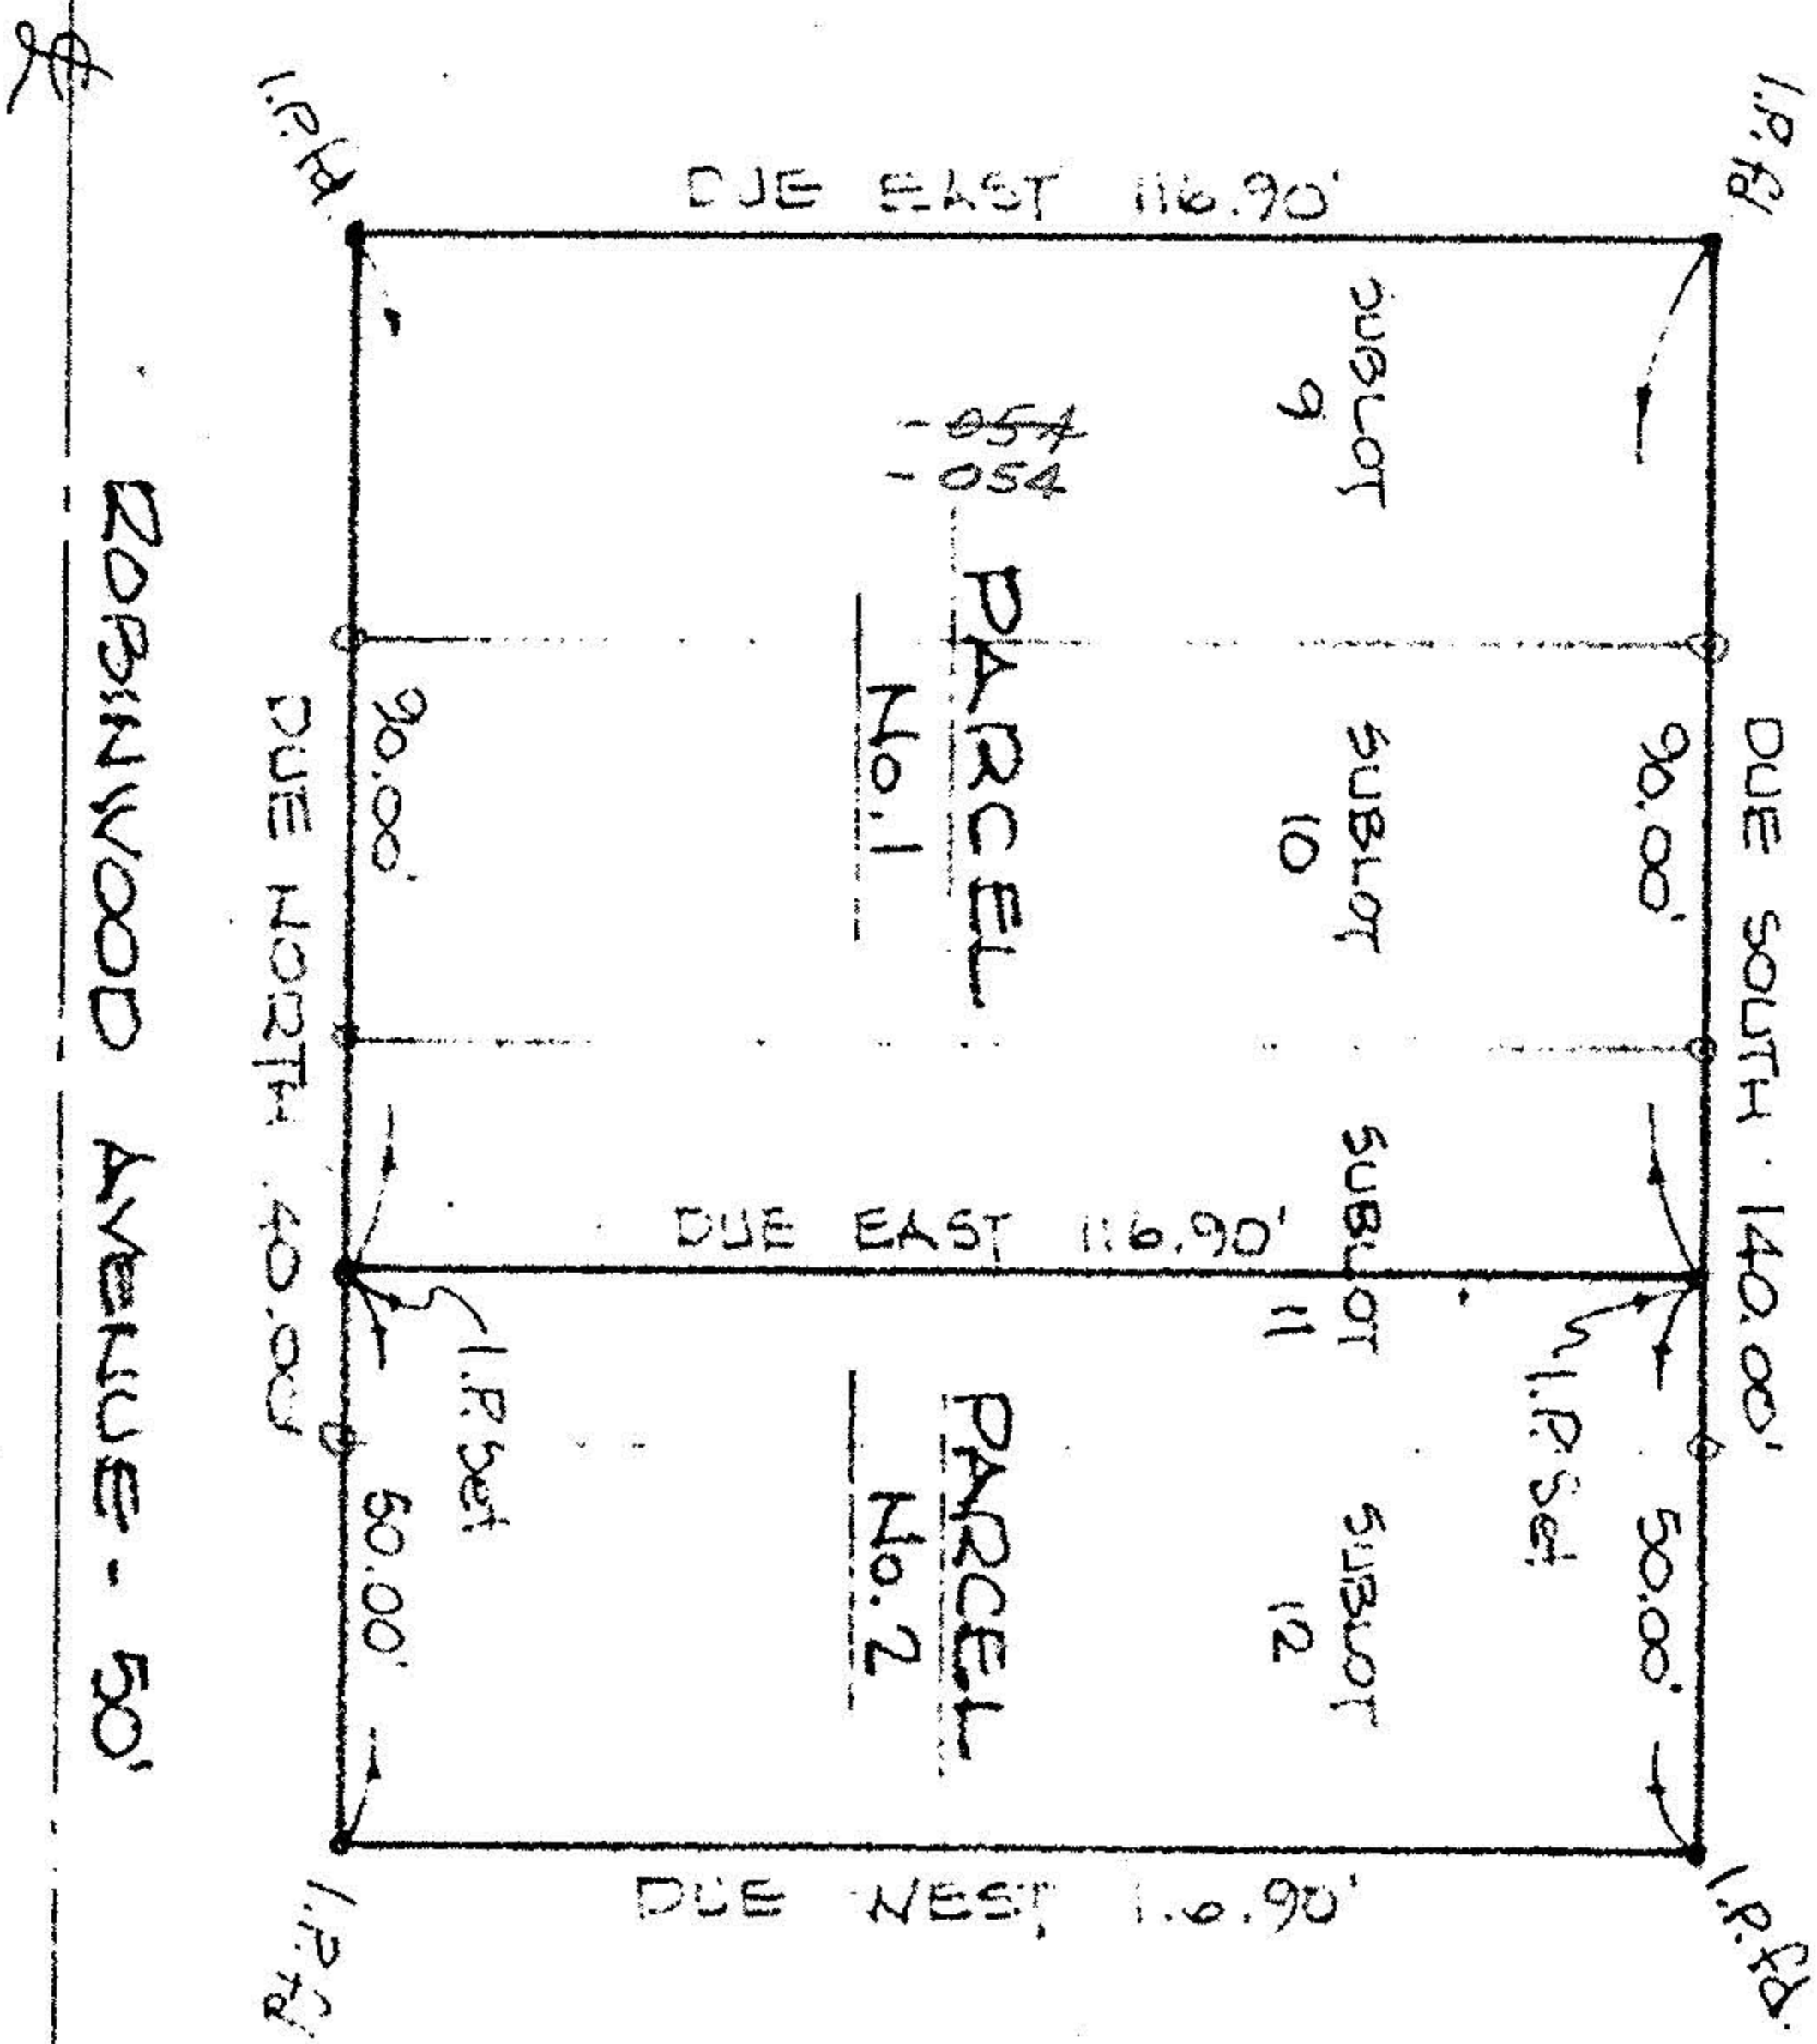 I.P. fd
I.P. fd
DUE EAST 116.90'
SUBLOT
9
-054
-054
PARCEL
No. 1
SUBLOT
10
90.00'
90.00'
DUE SOUTH 140.00'
DUE NORTH 140.00'
SUBLOT
11
DUE EAST 116.90'
I.P. Set
I.P. Set
PARCEL
No. 2
SUBLOT
12
50.00'
50.00'
DUE WEST 116.90'
I.P. fd
I.P. fd.
ROBINWOOD AVENUE - 50'